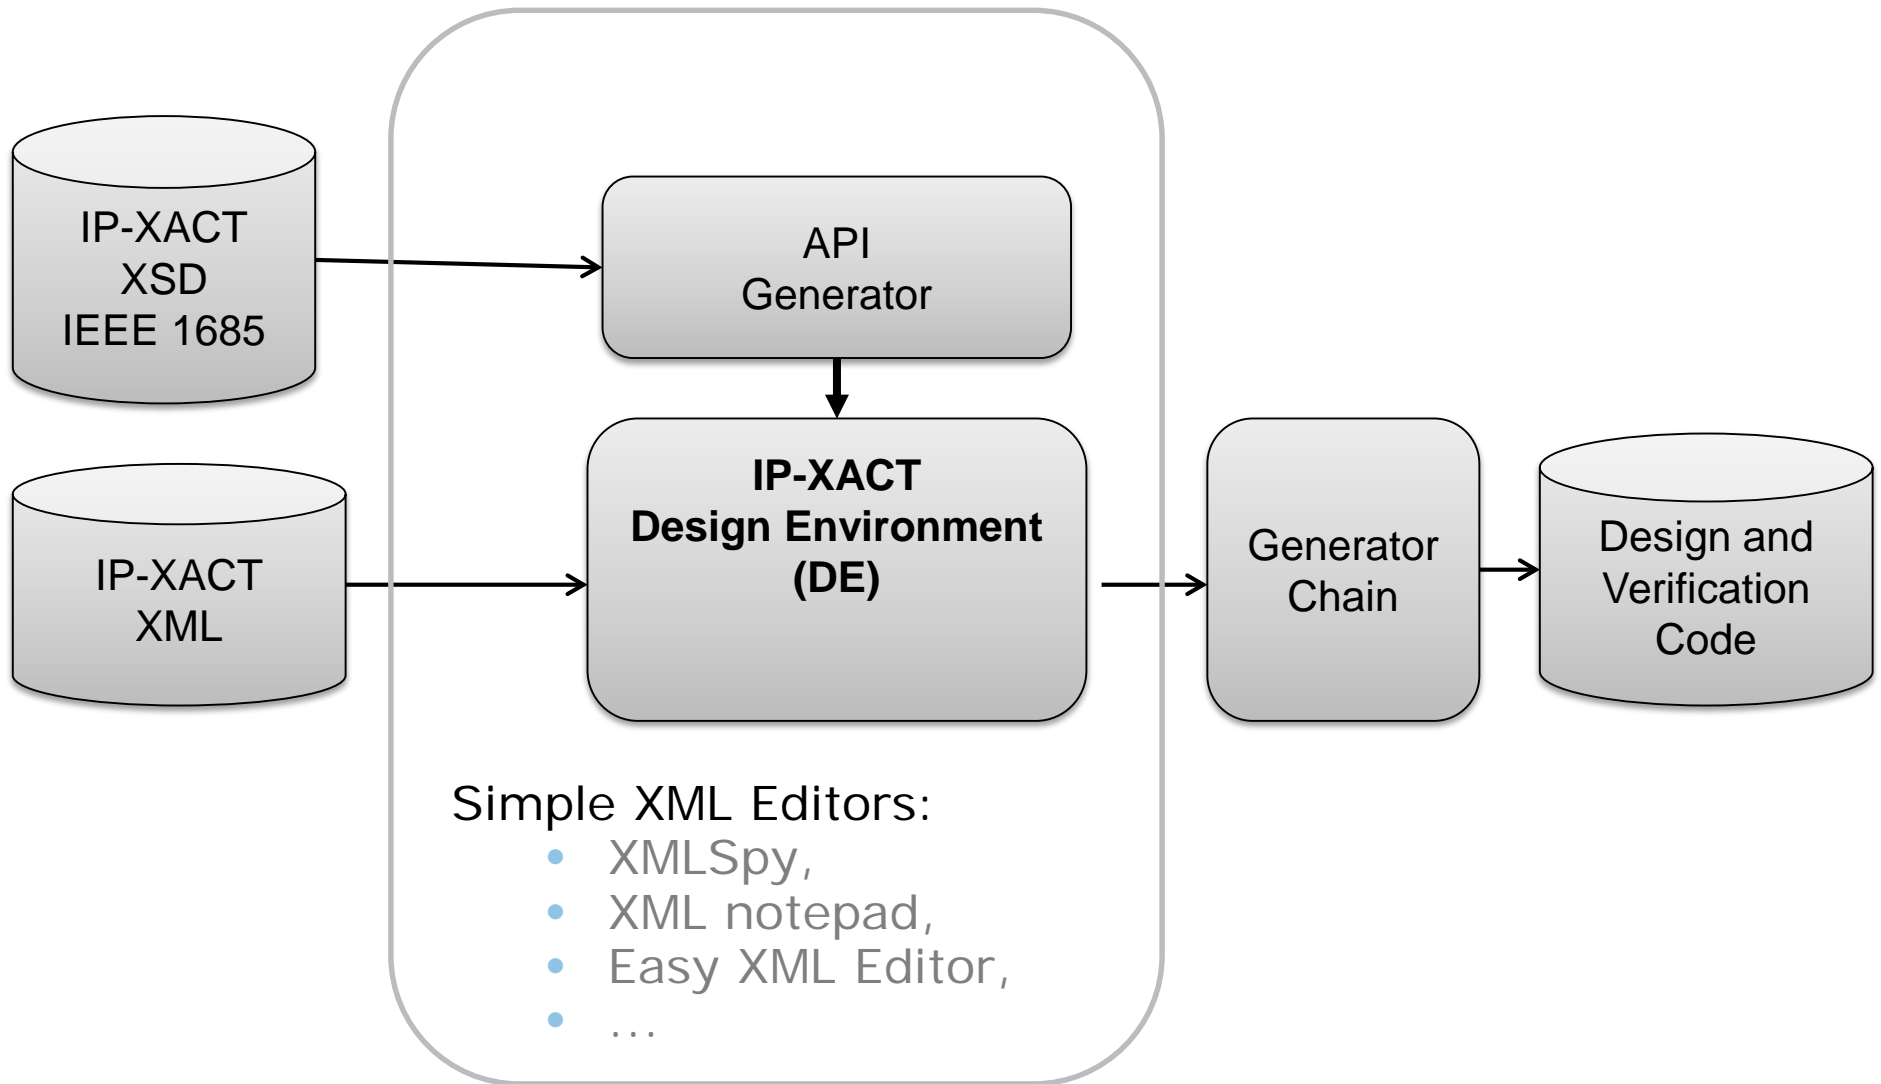 IP-XACT
XSD
IEEE 1685
API
Generator
IP-XACT
XML
IP-XACT
Design Environment
(DE)
Generator
Chain
Design and
Verification
Code
Simple XML Editors:
• XMLSpy,
• XML notepad,
• Easy XML Editor,
• ...